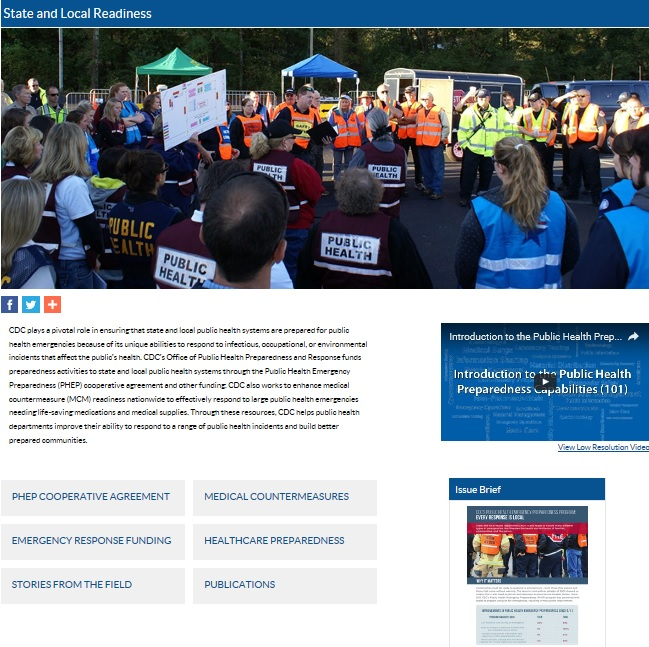 State and Local Readiness
PUBLIC
HEALTH
PUBLIC
HEALTH
PUBLIC
HEALTH
PUBLIC
HEALTH
PUBLIC
HEALTH
CDC plays a pivotal role in ensuring that state and local public health systems are prepared for public
health emergencies because of its unique abilities to respond to infectious, occupational, or environmental
incidents that affect the public's health. CDC's Office of Public Health Preparedness and Response funds
preparedness activities to state and local public health systems through the Public Health Emergency
Preparedness (PHEP) cooperative agreement and other funding. CDC also works to enhance medical
countermeasure (MCM) readiness nationwide to effectively respond to large public health emergencies
needing life-saving medications and medical supplies. Through these resources, CDC helps public health
departments improve their ability to respond to a range of public health incidents and build better
prepared communities.
Introduction to the Public Health Prep...
Introduction to the Public Health
Preparedness Capabilities (101)
View Low Resolution Video
PHEP COOPERATIVE AGREEMENT
MEDICAL COUNTERMEASURES
EMERGENCY RESPONSE FUNDING
HEALTHCARE PREPAREDNESS
STORIES FROM THE FIELD
PUBLICATIONS
Issue Brief
CDC'S PUBLIC HEALTH EMERGENCY PREPAREDNESS PROGRAM
EVERY RESPONSE IS LOCAL
WHY IT MATTERS